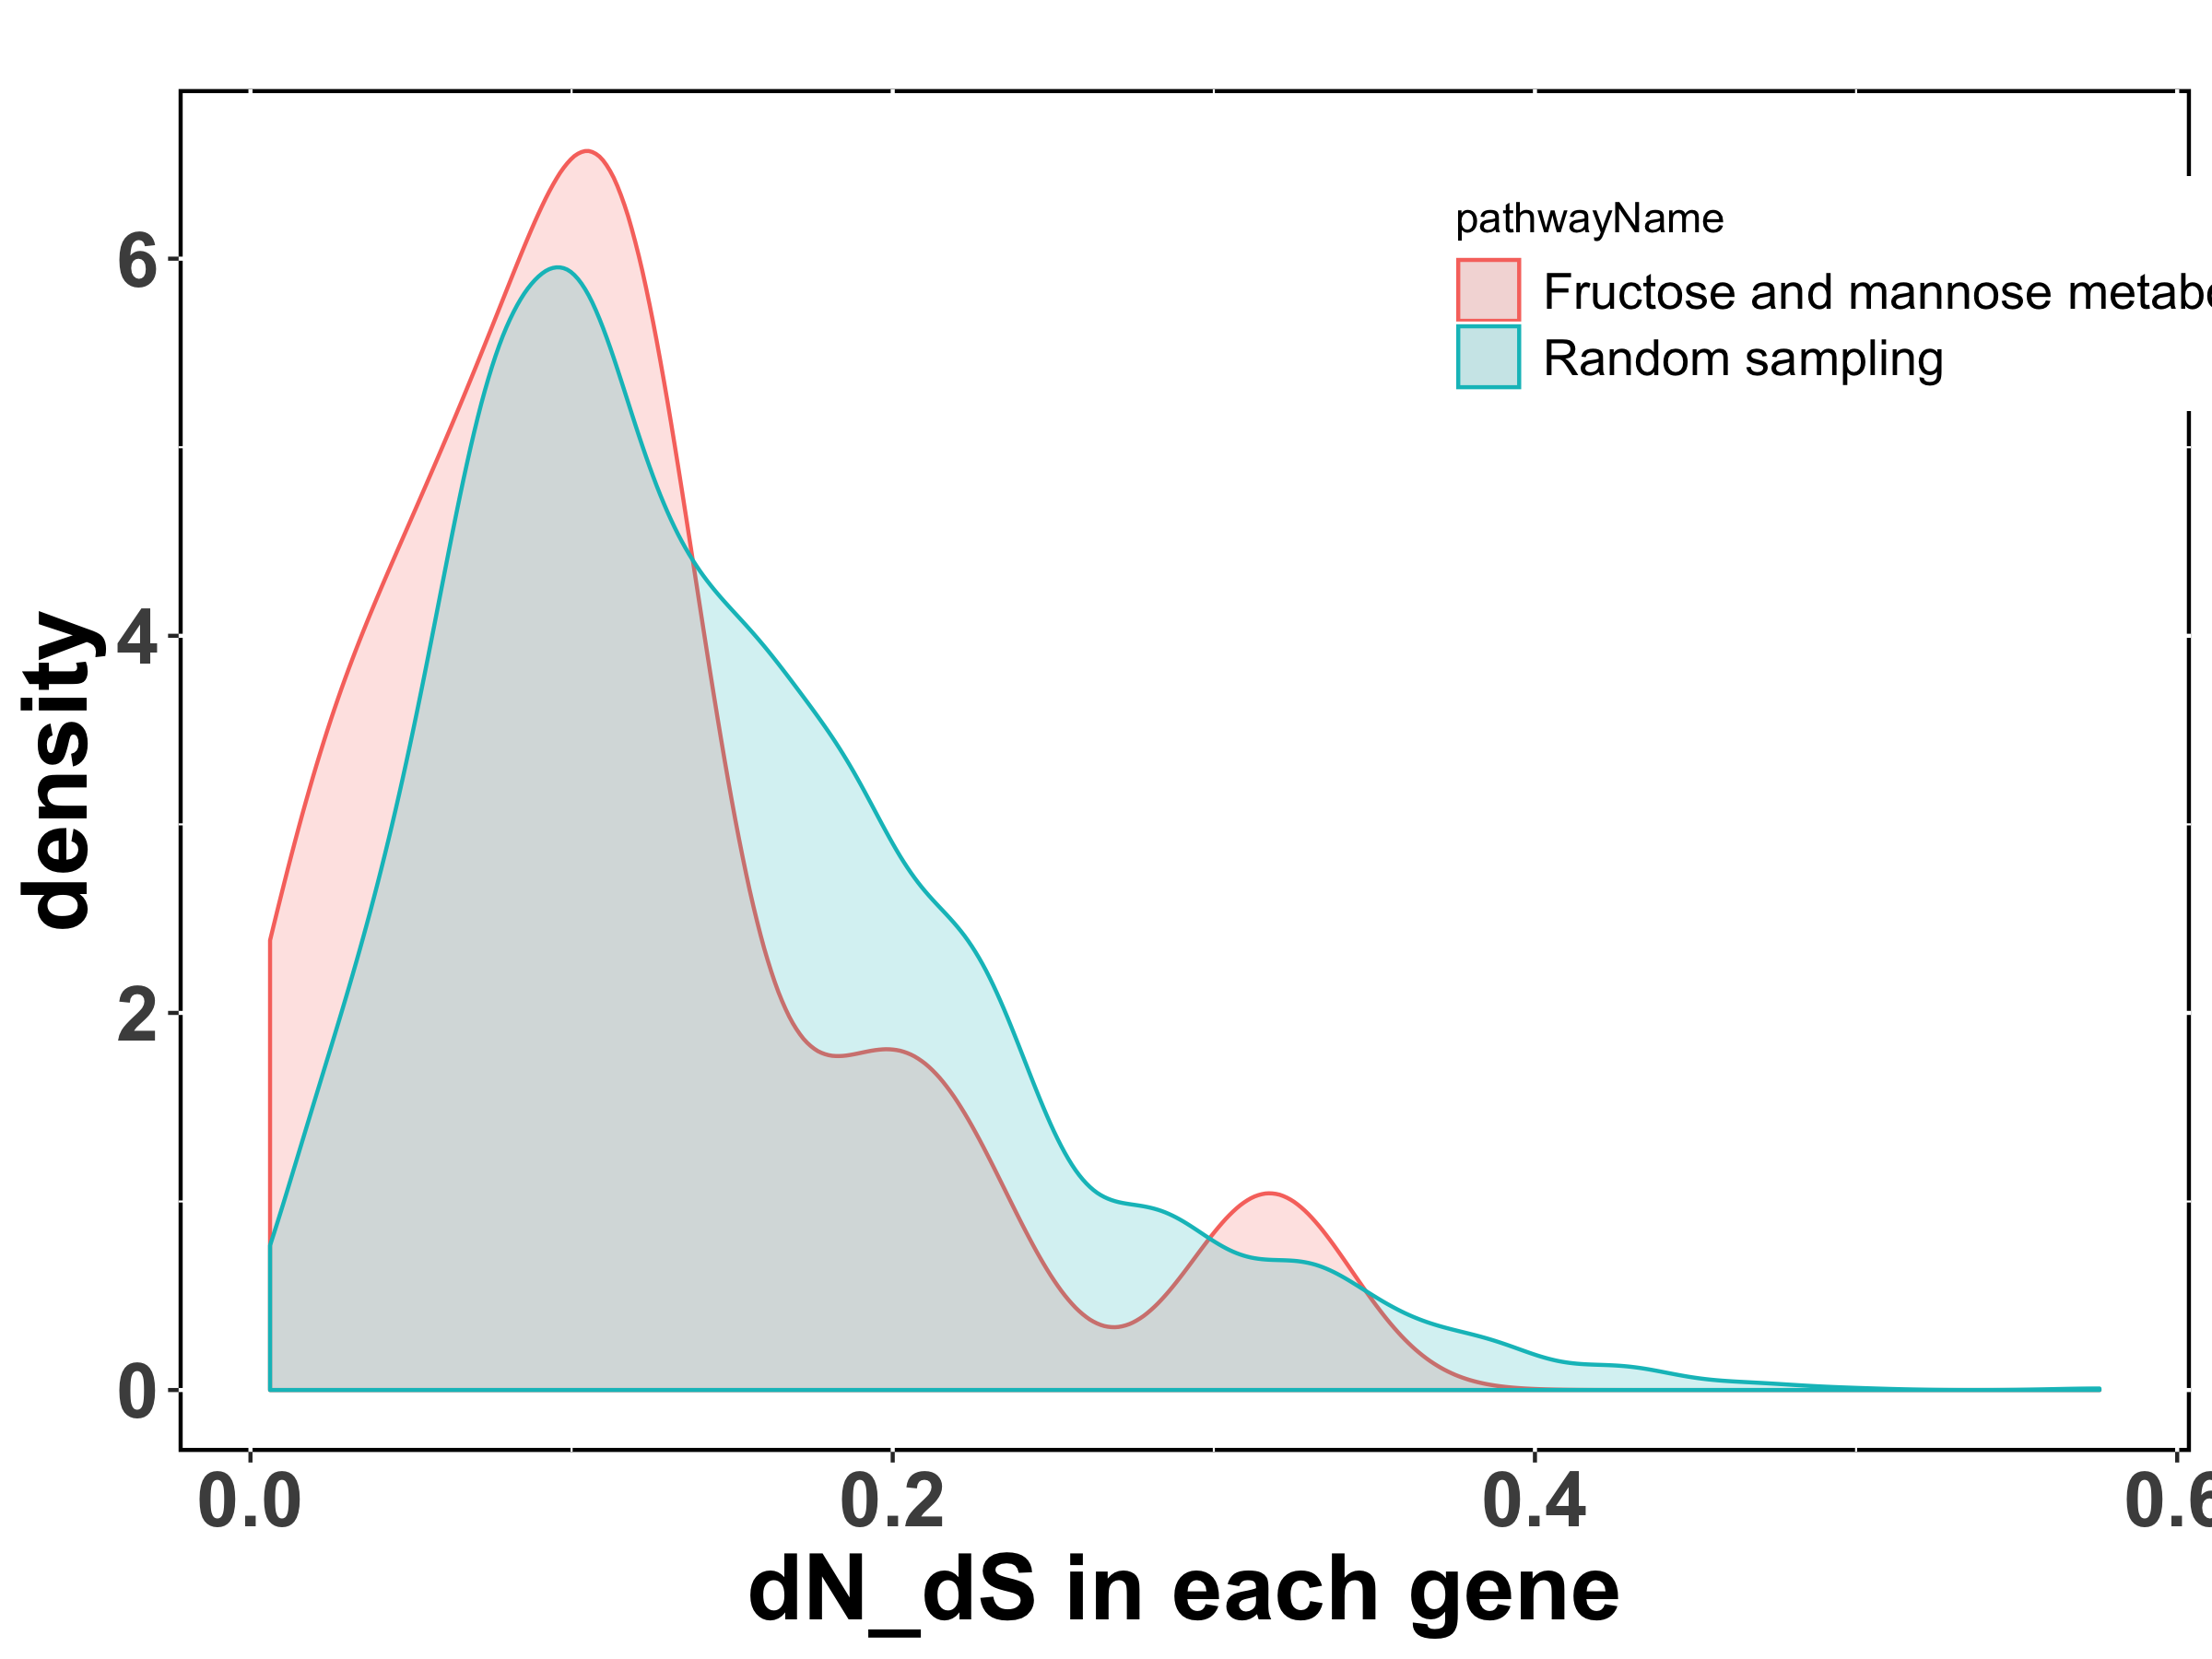 pathwayName
Fructose and mannose metabo
Random sampling
density
6
4
2
0
0.0 0.2 0.4 0.6
dN_dS in each gene